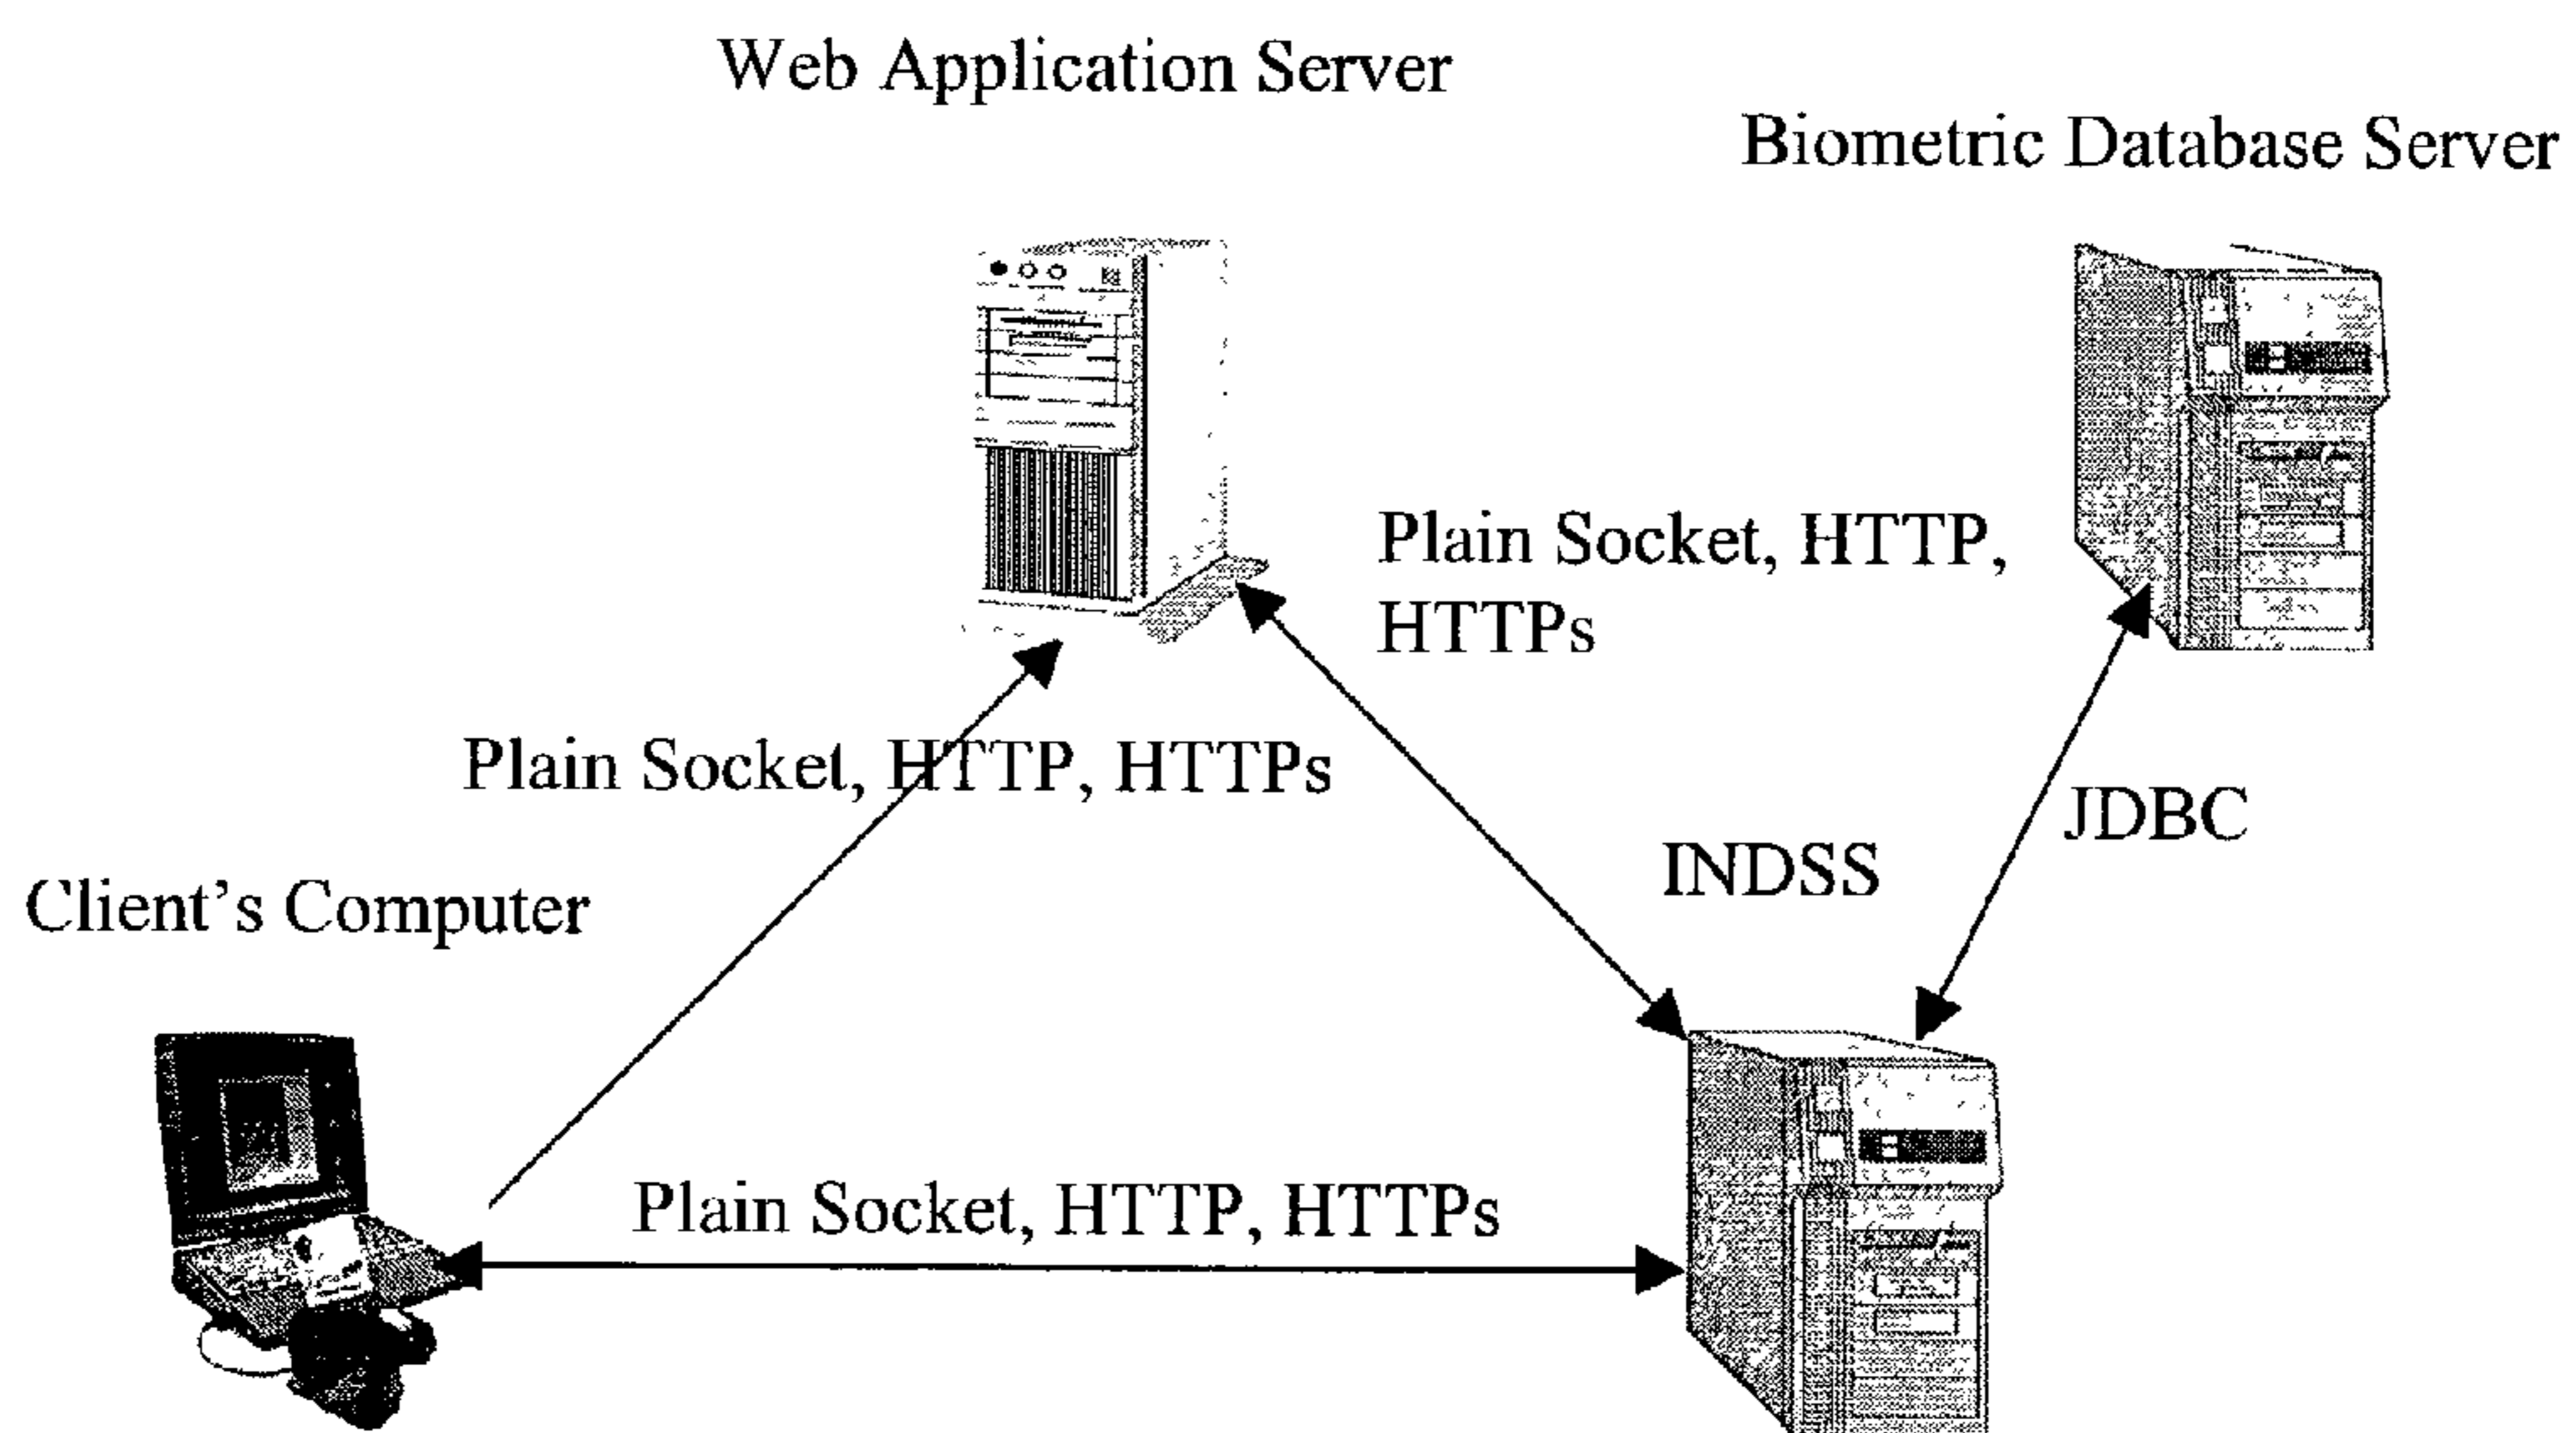 Web Application Server
Biometric Database Server
Plain Socket, HTTP,
HTTPs
Plain Socket, HTTP, HTTPs
JDBC
INDSS
Client's Computer
Plain Socket, HTTP, HTTPs